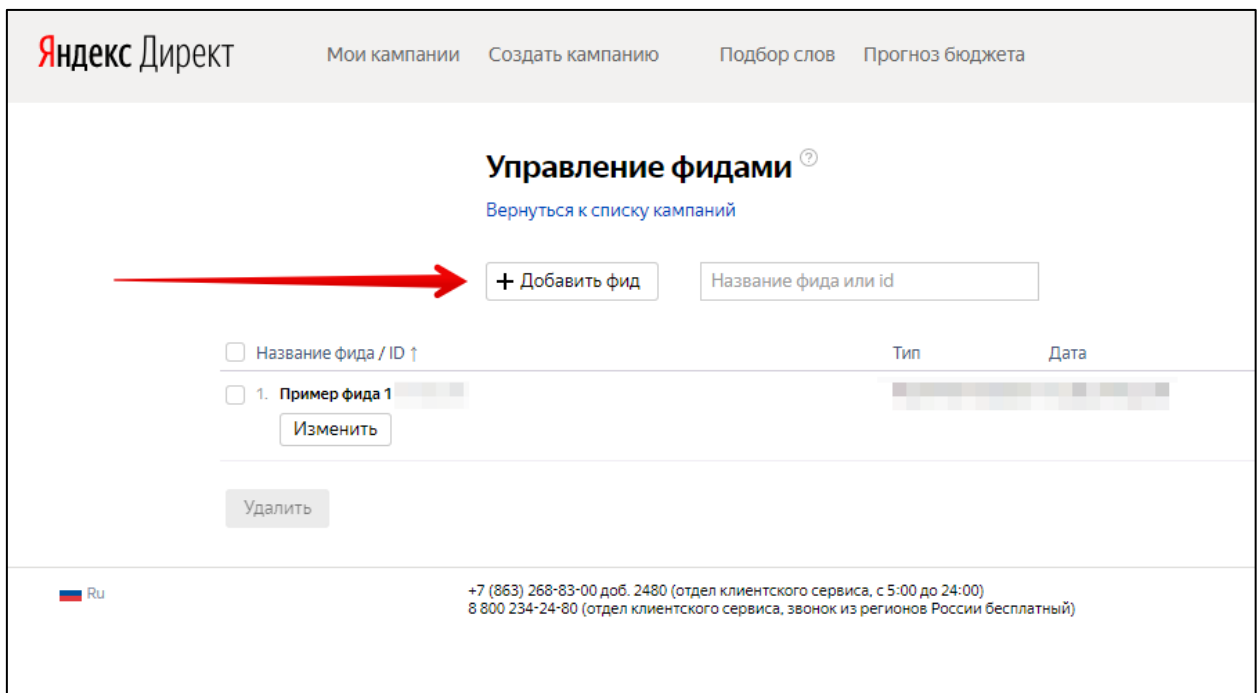 Яндекс Директ Мои кампании Создать кампанию Подбор слов Прогноз бюджета
Управление фидами ?
Вернуться к списку кампаний
+ Добавить фид Название фида или id
Название фида / ID ↑ Тип Дата
1. Пример фида 1
Изменить
Удалить
Ru
+7 (863) 268-83-00 доб. 2480 (отдел клиентского сервиса, с 5:00 до 24:00)
8 800 234-24-80 (отдел клиентского сервиса, звонок из регионов России бесплатный)